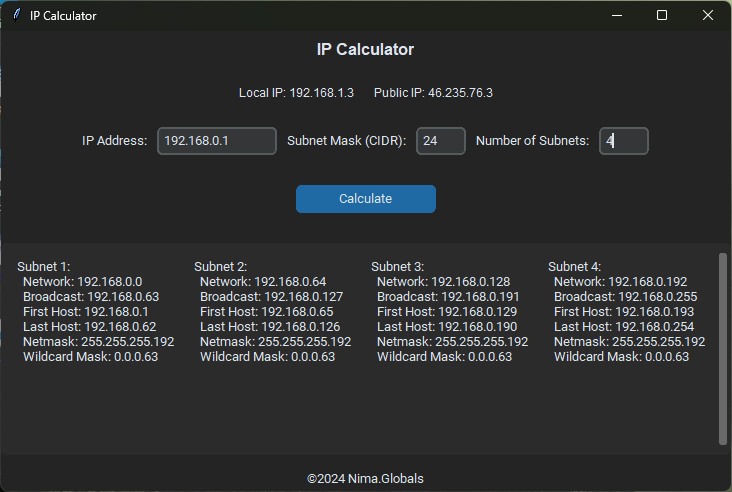 IP Calculator
IP Calculator
Local IP: 192.168.1.3 Public IP: 46.235.76.3
IP Address: 192.168.0.1 Subnet Mask (CIDR): 24 Number of Subnets: 4
Calculate
Subnet 1:
Network: 192.168.0.0
Broadcast: 192.168.0.63
First Host: 192.168.0.1
Last Host: 192.168.0.62
Netmask: 255.255.255.192
Wildcard Mask: 0.0.0.63
Subnet 2:
Network: 192.168.0.64
Broadcast: 192.168.0.127
First Host: 192.168.0.65
Last Host: 192.168.0.126
Netmask: 255.255.255.192
Wildcard Mask: 0.0.0.63
Subnet 3:
Network: 192.168.0.128
Broadcast: 192.168.0.191
First Host: 192.168.0.129
Last Host: 192.168.0.190
Netmask: 255.255.255.192
Wildcard Mask: 0.0.0.63
Subnet 4:
Network: 192.168.0.192
Broadcast: 192.168.0.255
First Host: 192.168.0.193
Last Host: 192.168.0.254
Netmask: 255.255.255.192
Wildcard Mask: 0.0.0.63
©2024 Nima.Globals